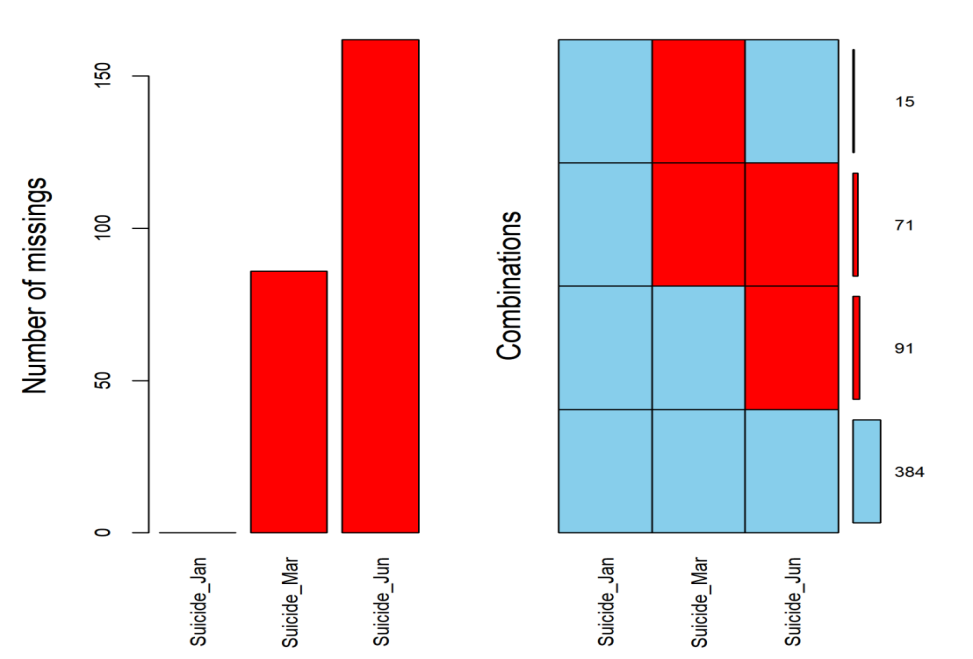 Number of missings
150
100
50
0
Suicide_Jan
Suicide_Mar
Suicide_Jun
Combinations
15
71
91
384
Suicide_Jan
Suicide_Mar
Suicide_Jun